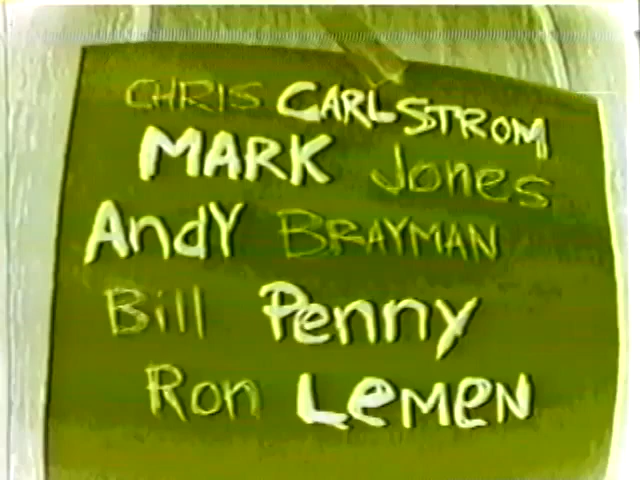 CHRIS CARLSTROM
MARK Jones
AndY BRAYMAN
Bill Penny
Ron LeMEN